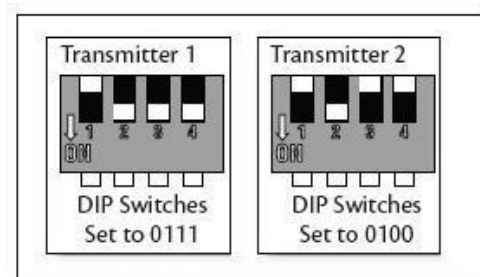 Transmitter 1
1 2 3 4
ON
DIP Switches
Set to 0111
Transmitter 2
1 2 3 4
ON
DIP Switches
Set to 0100